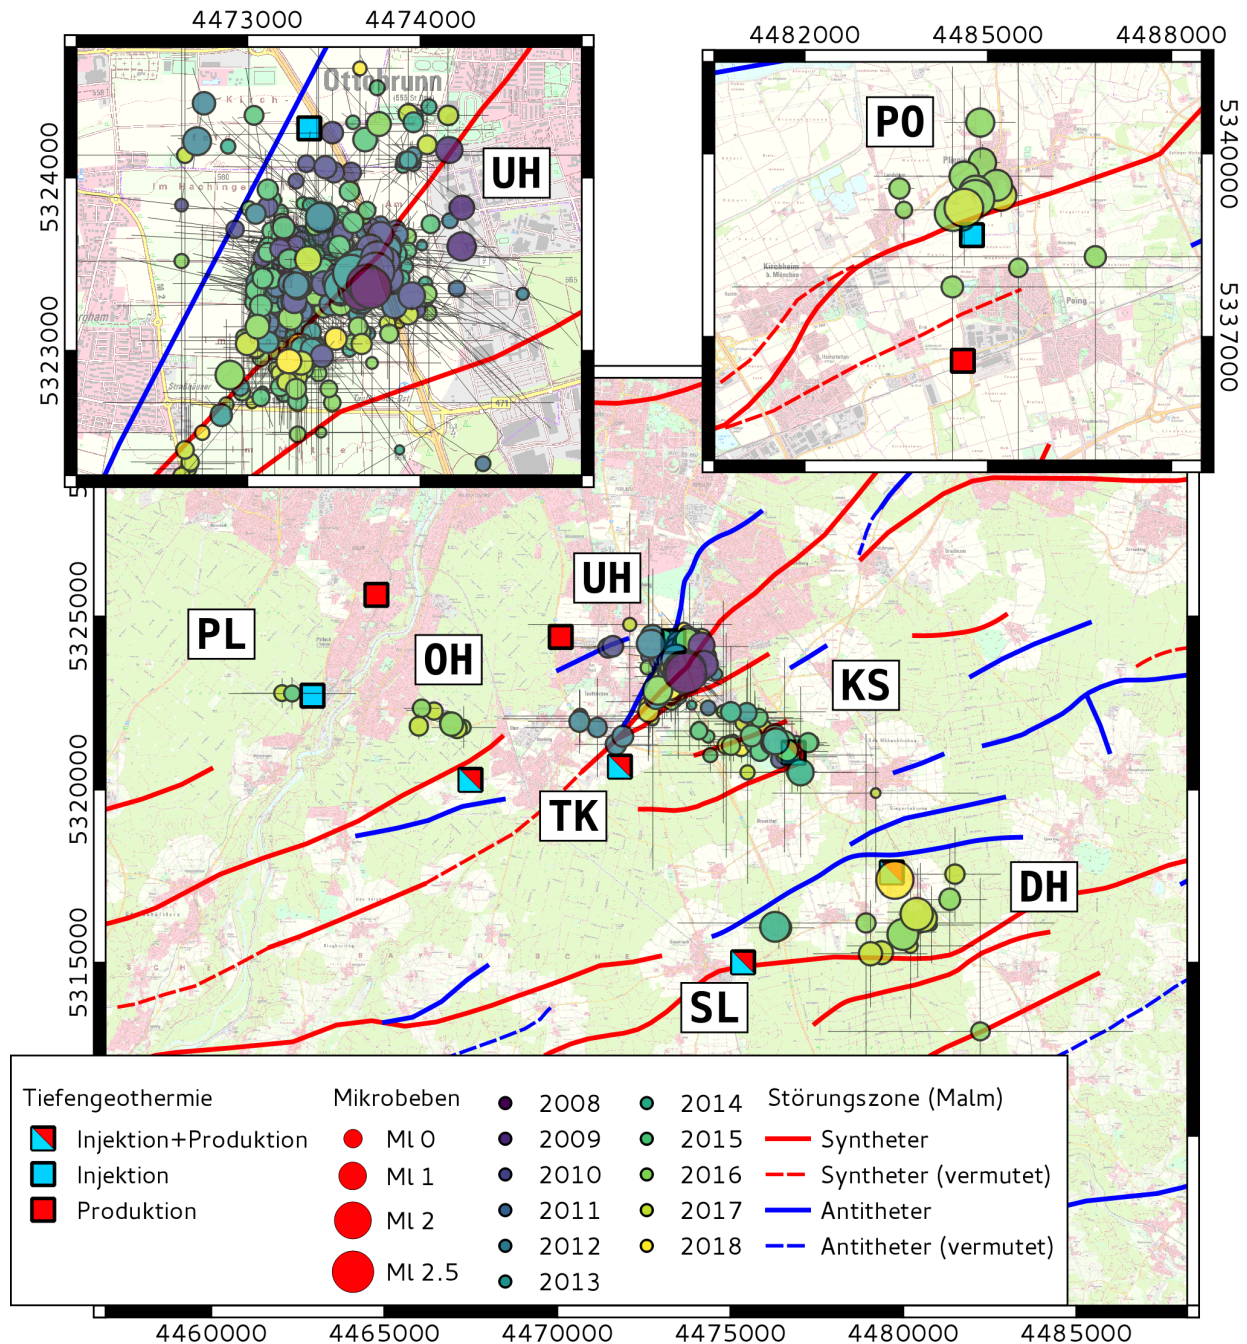 4473000 4474000
4482000 4485000 4488000
Ottobrunn
UH
PO
5324000
5323000
5340000
5337000
Kirchheim
b. München
Poing
UH
PL
OH
KS
TK
DH
SL
5325000
5320000
5315000
Tiefengeothermie
Injektion+Produktion
Injektion
Produktion
Mikrobeben
Ml 0
Ml 1
Ml 2
Ml 2.5
2008
2009
2010
2011
2012
2013
2014
2015
2016
2017
2018
Störungszone (Malm)
Syntheter
Syntheter (vermutet)
Antitheter
Antitheter (vermutet)
4460000 4465000 4470000 4475000 4480000 4485000